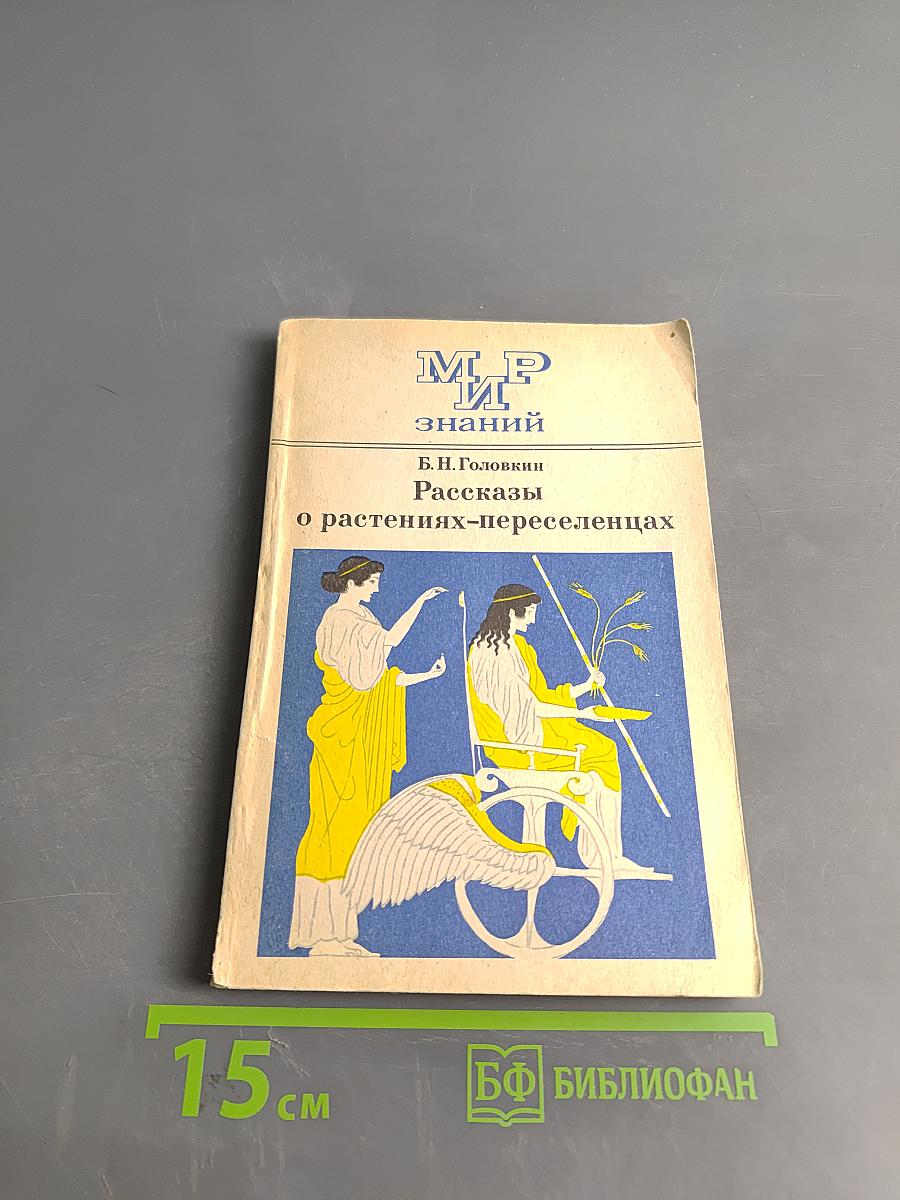 МИР
знаний
Б. Н. Головкин
Рассказы
о растениях-переселенцах
15 см
БФ БИБЛИОФАН